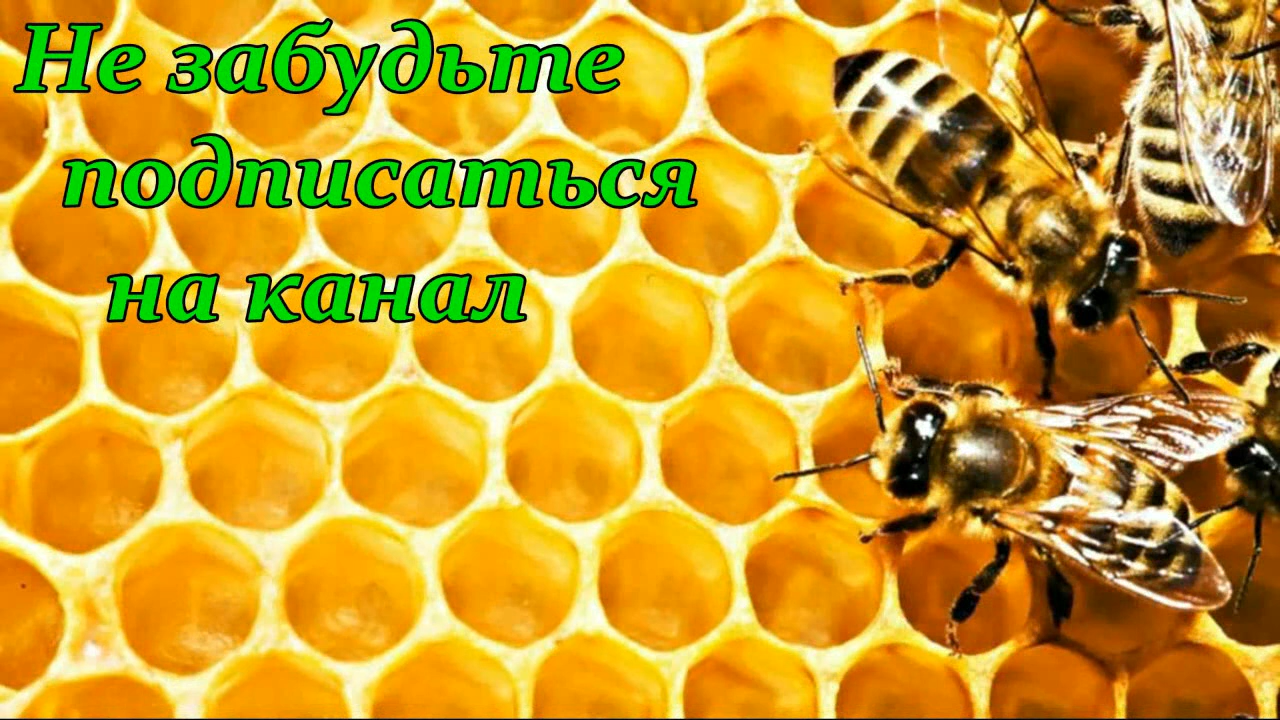 Не забудьте
подписаться
на канал